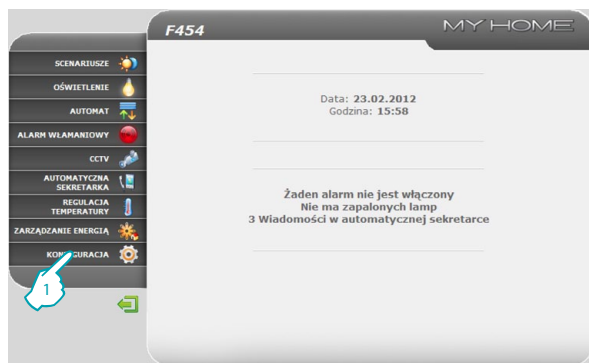 F454
MY HOME
SCENARIUSZE
OŚWIETLENIE
AUTOMAT
ALARM WŁAMANIOWY
CCTV
AUTOMATYCZNA
SEKRETARKA
REGULACJA
TEMPERATURY
ZARZĄDZANIE ENERGIĄ
KONFIGURACJA
1
Data: 23.02.2012
Godzina: 15:58
Żaden alarm nie jest włączony
Nie ma zapalonych lamp
3 Wiadomości w automatycznej sekretarce